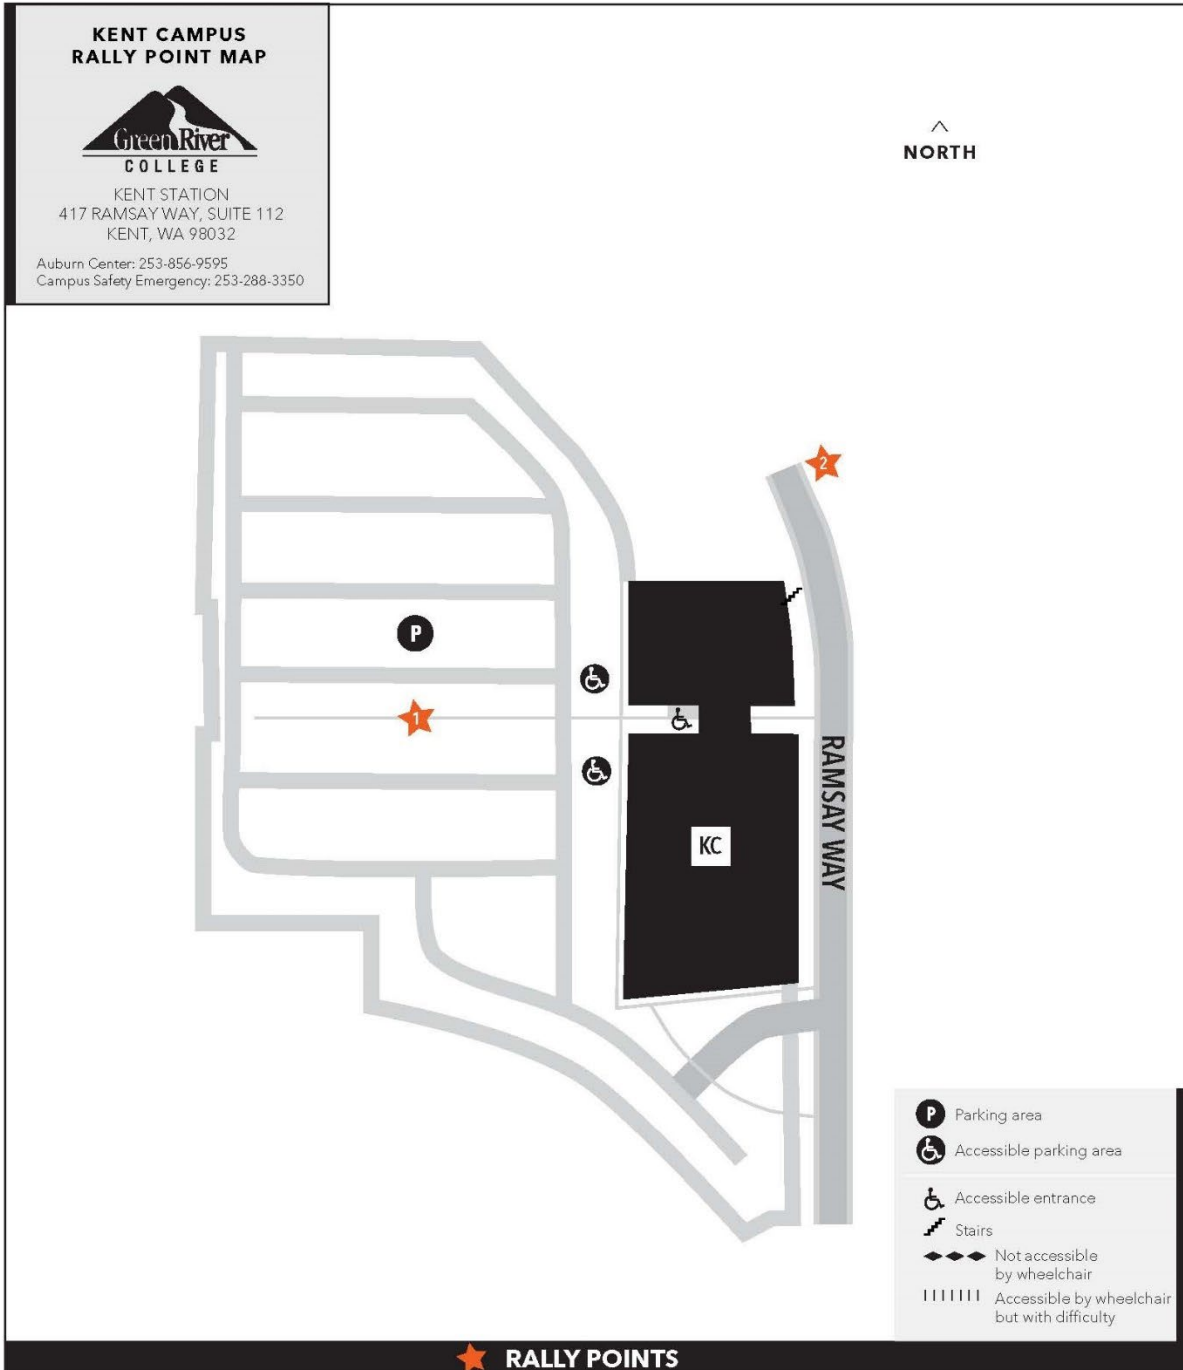 KENT CAMPUS
RALLY POINT MAP
Green River
COLLEGE
KENT STATION
417 RAMSAY WAY, SUITE 112
KENT, WA 98032
Auburn Center: 253-856-9595
Campus Safety Emergency: 253-288-3350
NORTH
2
P
1
KC
RAMSAY WAY
P Parking area
Accessible parking area
Accessible entrance
Stairs
Not accessible
by wheelchair
Accessible by wheelchair
but with difficulty
RALLY POINTS